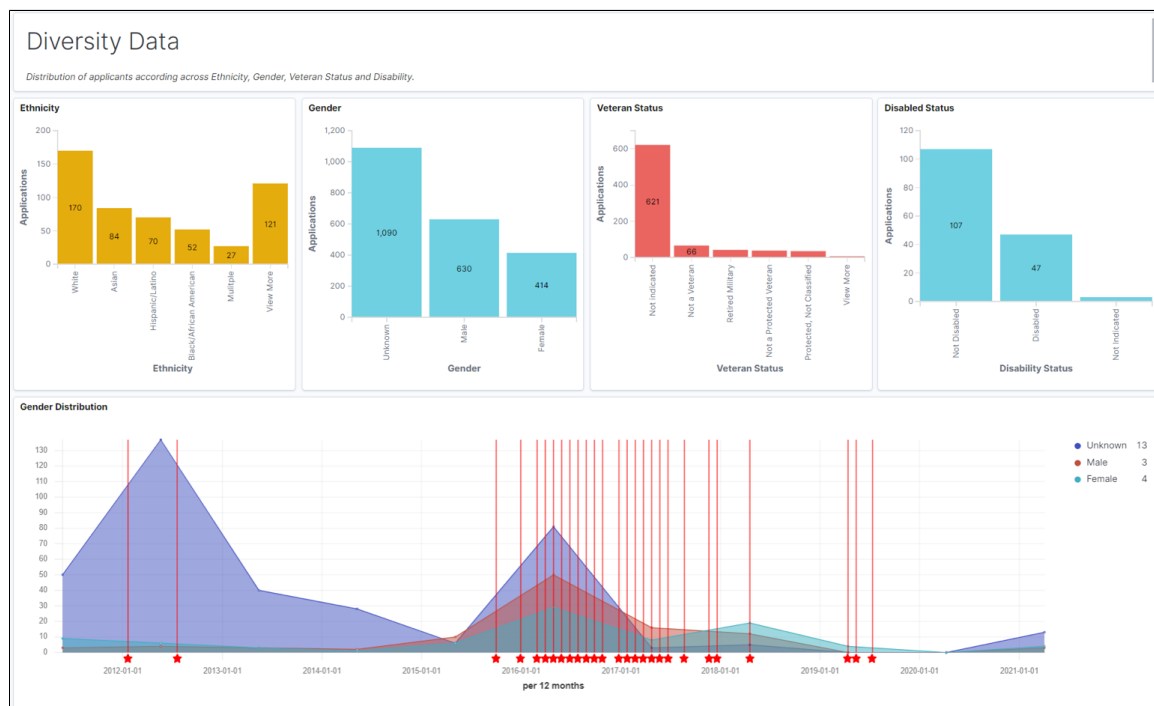 Diversity Data
Distribution of applicants according across Ethnicity, Gender, Veteran Status and Disability.
Ethnicity
Applications
200
150
100
50
0
170
84
70
52
27
121
White
Asian
Hispanic/Latino
Black/African American
Mulitple
View More
Ethnicity
Gender
Applications
1,200
1,000
800
600
400
200
0
1,090
630
414
Unknown
Male
Female
Gender
Veteran Status
Applications
600
400
200
0
621
66
Not indicated
Not a Veteran
Retired Military
Not a Protected Veteran
Protected, Not Classified
View More
Veteran Status
Disabled Status
Applications
120
100
80
60
40
20
0
107
47
Not Disabled
Disabled
Not Indicated
Disability Status
Gender Distribution
130
120
110
100
90
80
70
60
50
40
30
20
10
0
2012-01-01
2013-01-01
2014-01-01
2015-01-01
2016-01-01
2017-01-01
2018-01-01
2019-01-01
2020-01-01
2021-01-01
per 12 months
Unknown 13
Male 3
Female 4